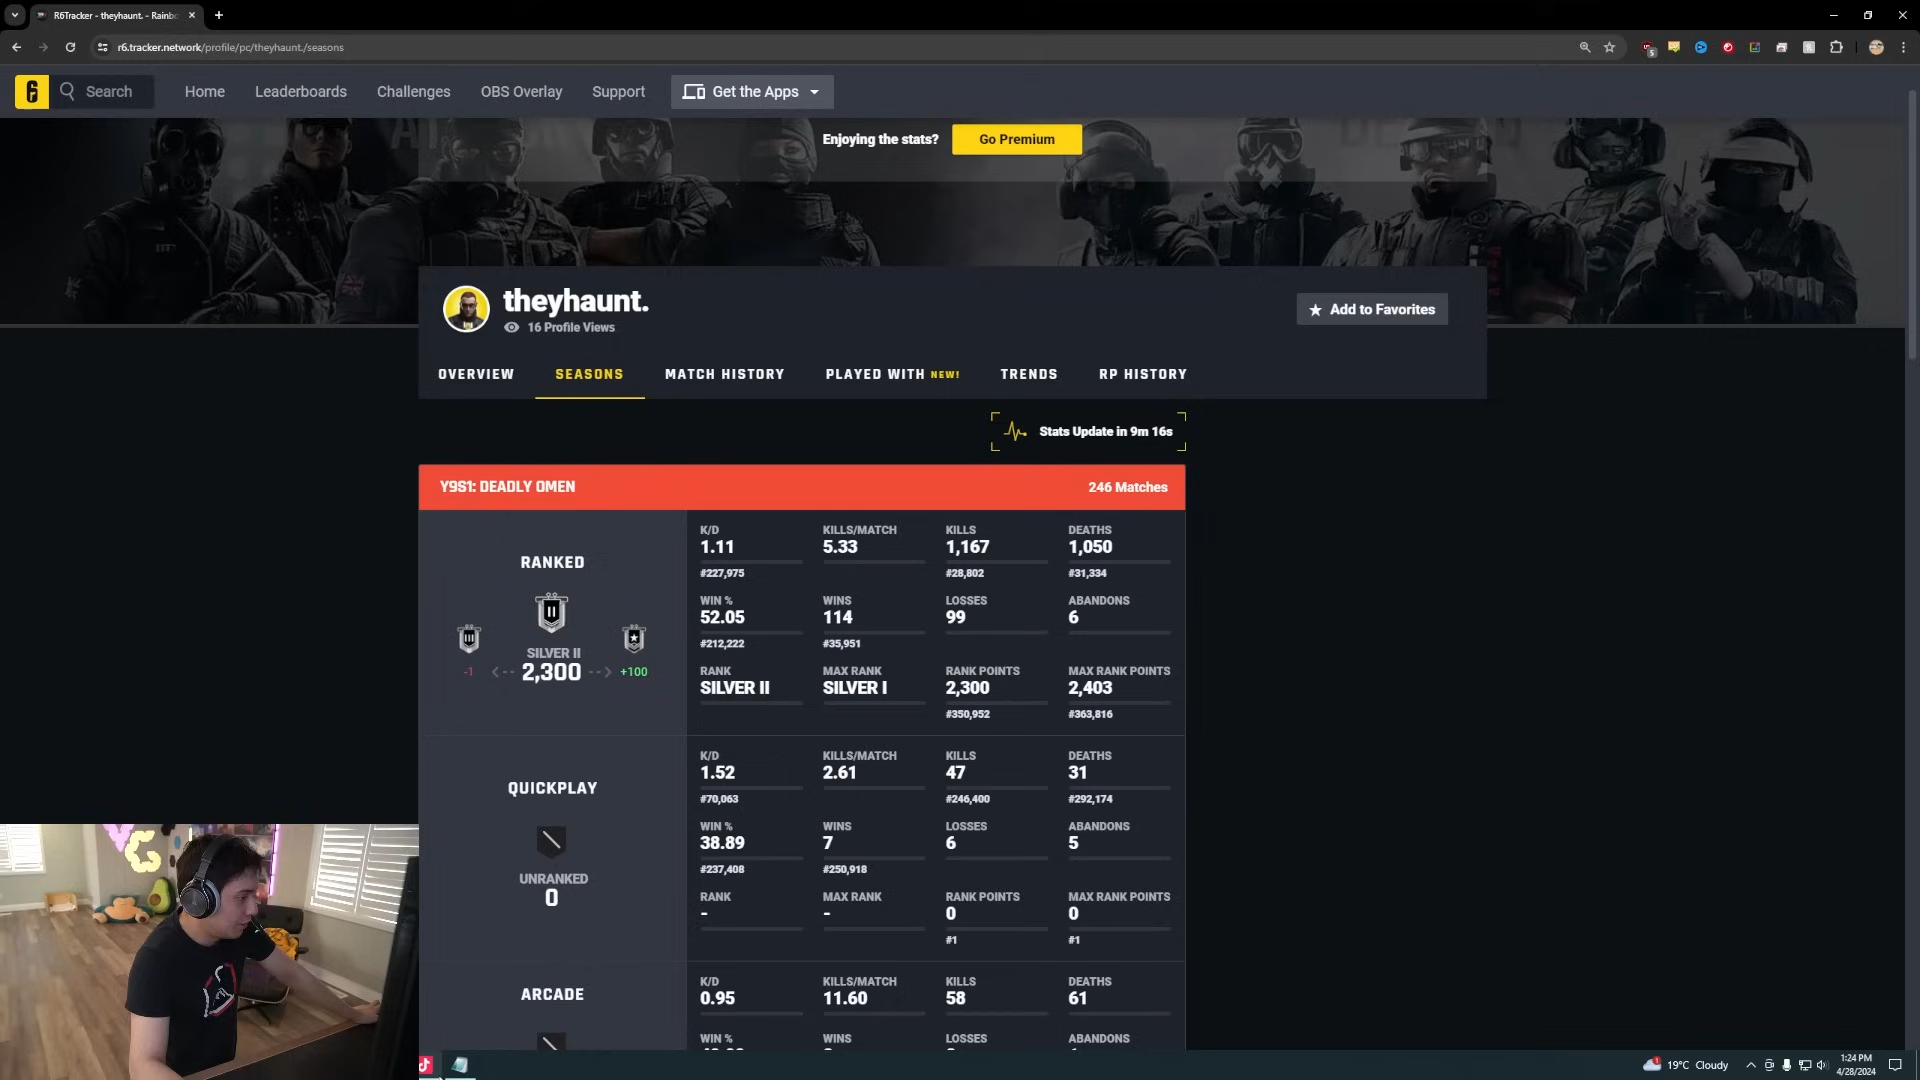 R6Tracker - theyhaunt. - Rainbo
r6.tracker.network/profile/pc/theyhaunt./seasons
Search
Home
Leaderboards
Challenges
OBS Overlay
Support
Get the Apps
Enjoying the stats?
Go Premium
theyhaunt.
16 Profile Views
Add to Favorites
OVERVIEW
SEASONS
MATCH HISTORY
PLAYED WITH NEW!
TRENDS
RP HISTORY
Stats Update in 9m 16s
Y9S1: DEADLY OMEN
246 Matches
RANKED
SILVER II
-1
2,300
+100
K/D KILLS/MATCH KILLS DEATHS
1.11 5.33 1,167 1,050
#227,975 #28,802 #31,334
WIN % WINS LOSSES ABANDONS
52.05 114 99 6
#212,222 #35,951
RANK MAX RANK RANK POINTS MAX RANK POINTS
SILVER II SILVER I 2,300 2,403
#350,952 #363,816
QUICKPLAY
UNRANKED
0
K/D KILLS/MATCH KILLS DEATHS
1.52 2.61 47 31
#70,063 #246,400 #292,174
WIN % WINS LOSSES ABANDONS
38.89 7 6 5
#237,408 #250,918
RANK MAX RANK RANK POINTS MAX RANK POINTS
- - 0 0
#1 #1
ARCADE
K/D KILLS/MATCH KILLS DEATHS
0.95 11.60 58 61
WIN % WINS LOSSES ABANDONS
19°C Cloudy
1:24 PM
4/28/2024